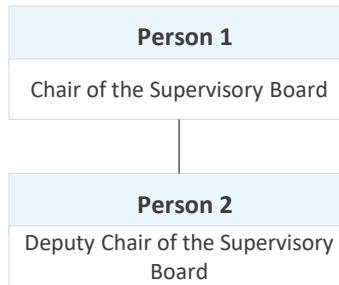 Person 1
Chair of the Supervisory Board
Person 2
Deputy Chair of the Supervisory
Board